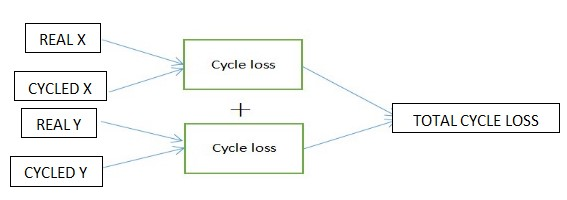 REAL X
CYCLED X
Cycle loss
+
REAL Y
CYCLED Y
Cycle loss
TOTAL CYCLE LOSS